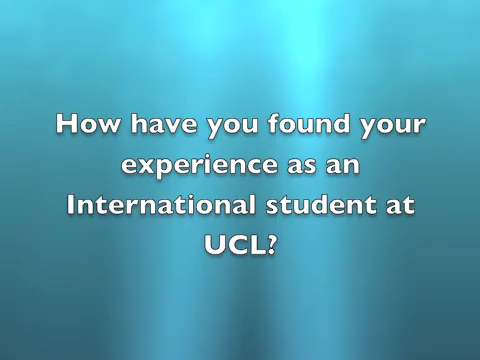 How have you found your
experience as an
International student at
UCL?